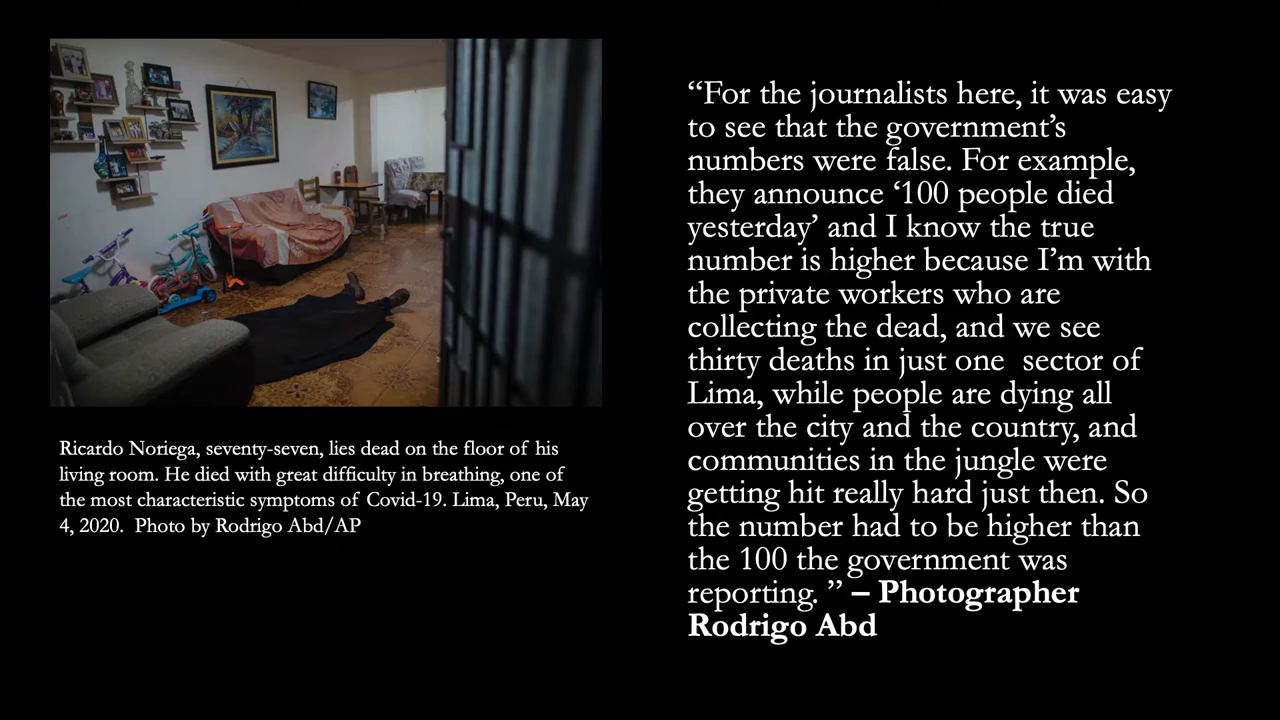 Ricardo Noriega, seventy-seven, lies dead on the floor of his
living room. He died with great difficulty in breathing, one of
the most characteristic symptoms of Covid-19. Lima, Peru, May
4, 2020.  Photo by Rodrigo Abd/AP
“For the journalists here, it was easy
to see that the government’s
numbers were false. For example,
they announce ‘100 people died
yesterday’ and I know the true
number is higher because I’m with
the private workers who are
collecting the dead, and we see
thirty deaths in just one  sector of
Lima, while people are dying all
over the city and the country, and
communities in the jungle were
getting hit really hard just then. So
the number had to be higher than
the 100 the government was
reporting. ” – Photographer
Rodrigo Abd